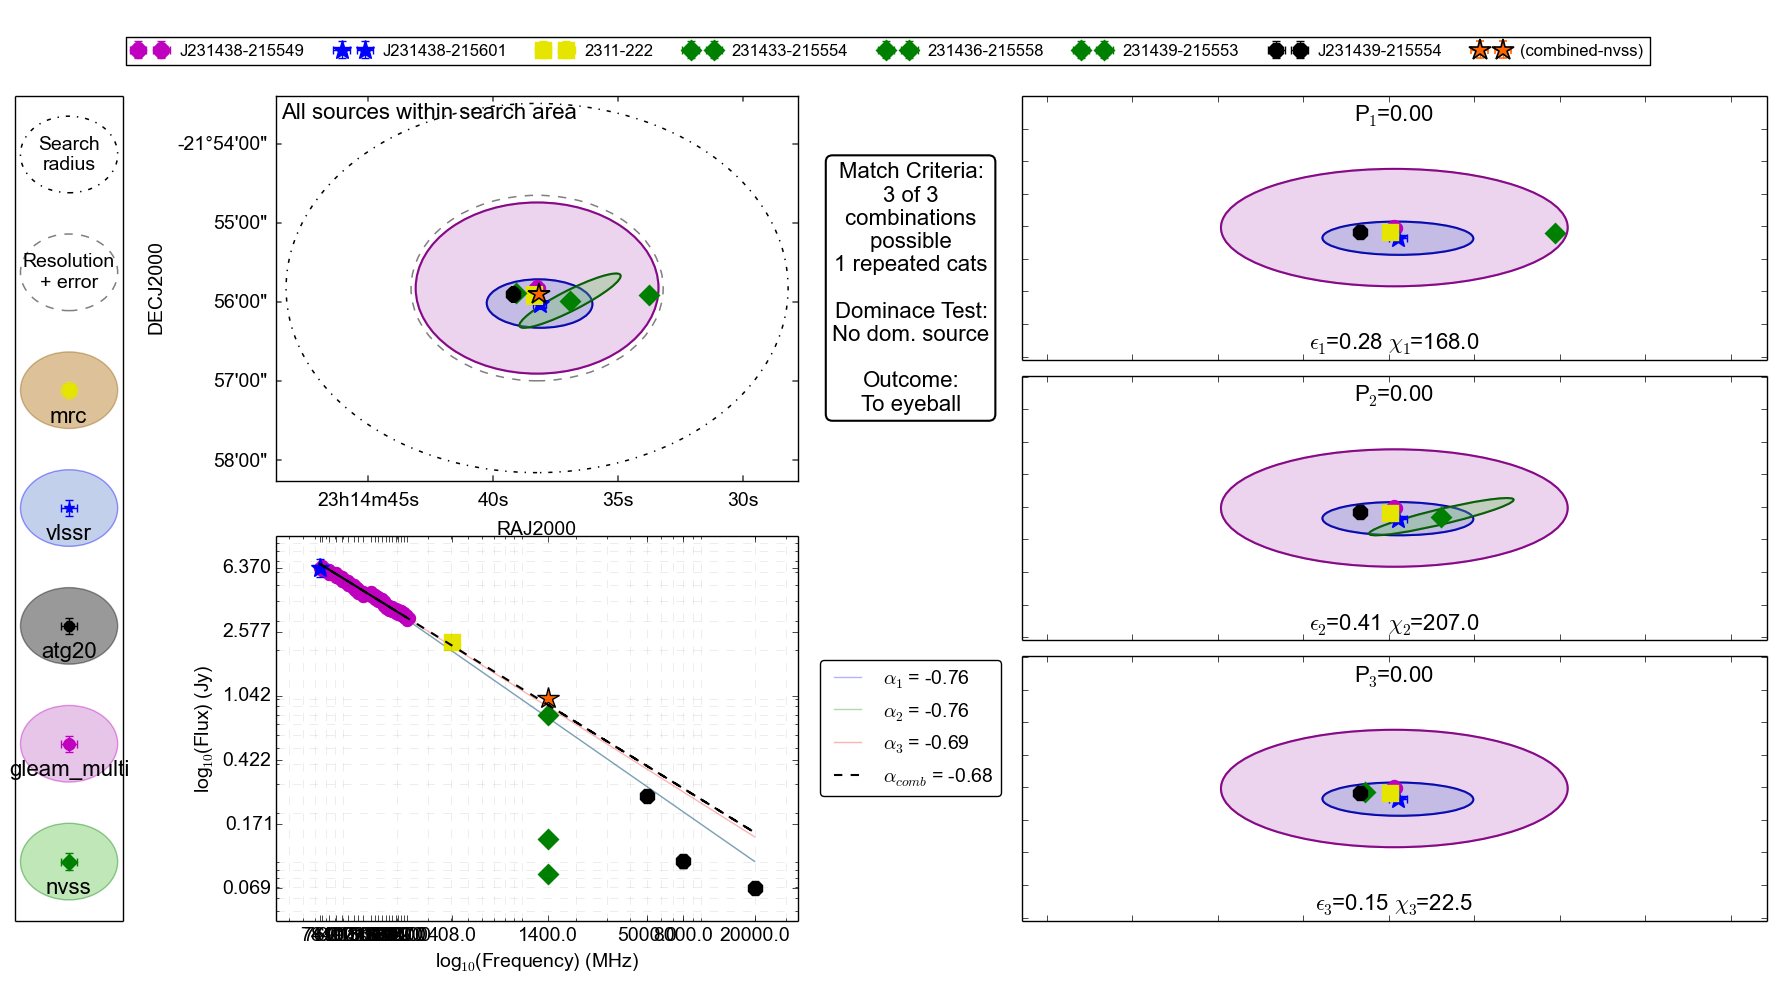 J231438-215549 J231438-215601 2311-222 231433-215554 231436-215558 231439-215553 J231439-215554 (combined-nvss)
Search
radius
Resolution
+ error
mrc
vlssr
atg20
gleam_multi
nvss
All sources within search area
DECJ2000
-21°54'00"
55'00"
56'00"
57'00"
58'00"
23h14m45s 40s 35s 30s
RAJ2000
log10(Flux) (Jy)
6.370
2.577
1.042
0.422
0.171
0.069
408.0 1400.0 5000.0 8000.0 20000.0
log10(Frequency) (MHz)
Match Criteria:
3 of 3
combinations
possible
1 repeated cats
Dominace Test:
No dom. source
Outcome:
To eyeball
α1 = -0.76
α2 = -0.76
α3 = -0.69
αcomb = -0.68
P1=0.00
ϵ1=0.28 χ1=168.0
P2=0.00
ϵ2=0.41 χ2=207.0
P3=0.00
ϵ3=0.15 χ3=22.5